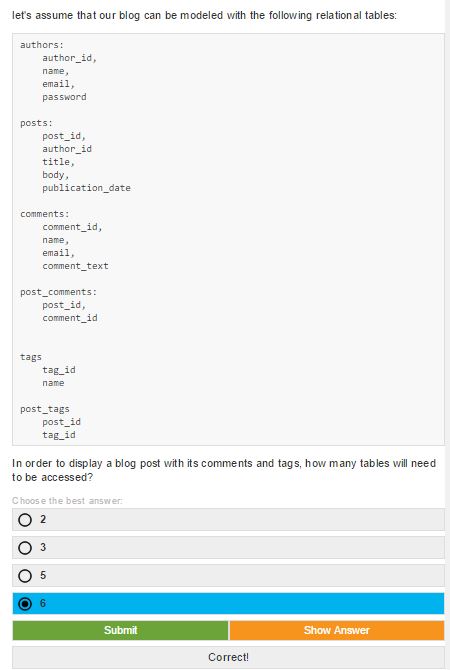 let's assume that our blog can be modeled with the following relational tables:
authors:
author_id,
name,
email,
password
posts:
post_id,
author_id
title,
body,
publication_date
comments:
comment_id,
name,
email,
comment_text
post_comments:
post_id,
comment_id
tags
tag_id
name
post_tags
post_id
tag_id
In order to display a blog post with its comments and tags, how many tables will need
to be accessed?
Choose the best answer:
2
3
5
6
Submit
Show Answer
Correct!